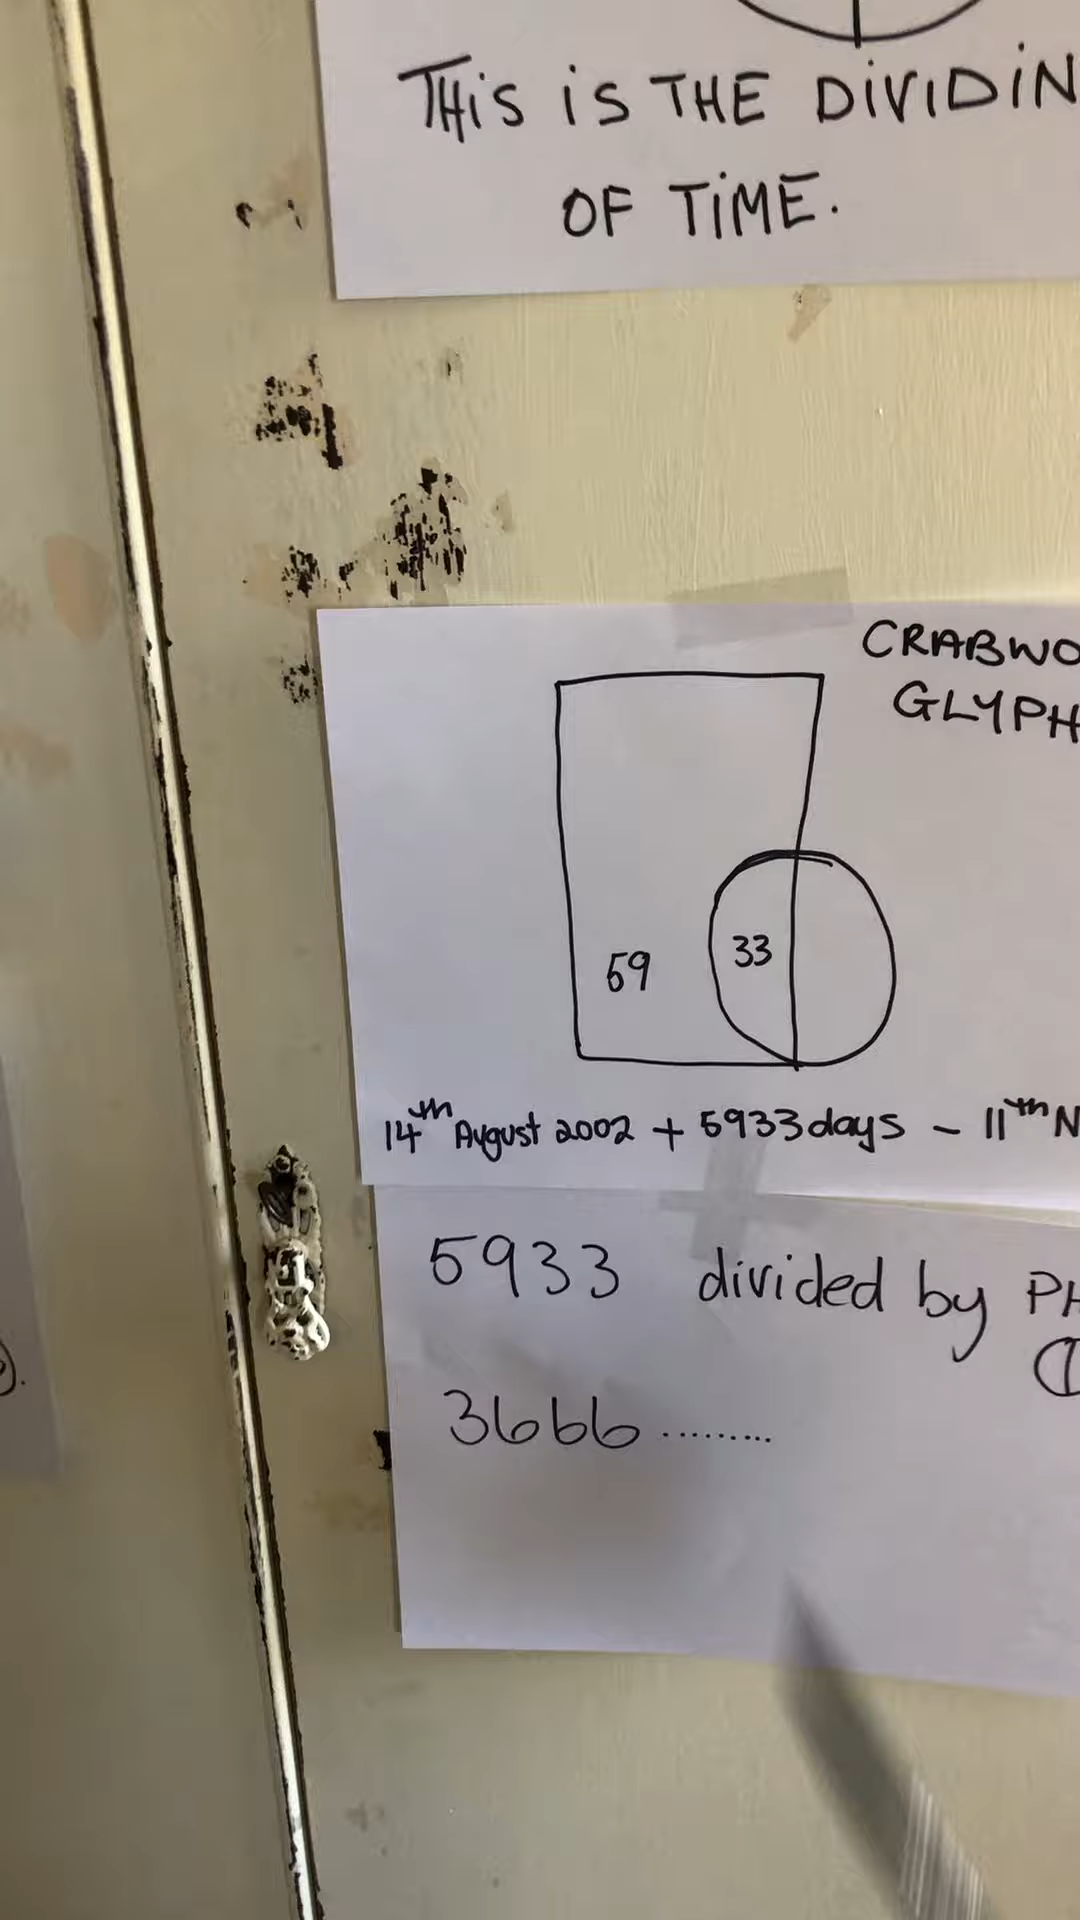 THIS IS THE DIVIDIN
OF TIME.
CRABWO
GLYPH
59
33
14th August 2002 + 5933 days - 11th N
5933 divided by PH
3666.........